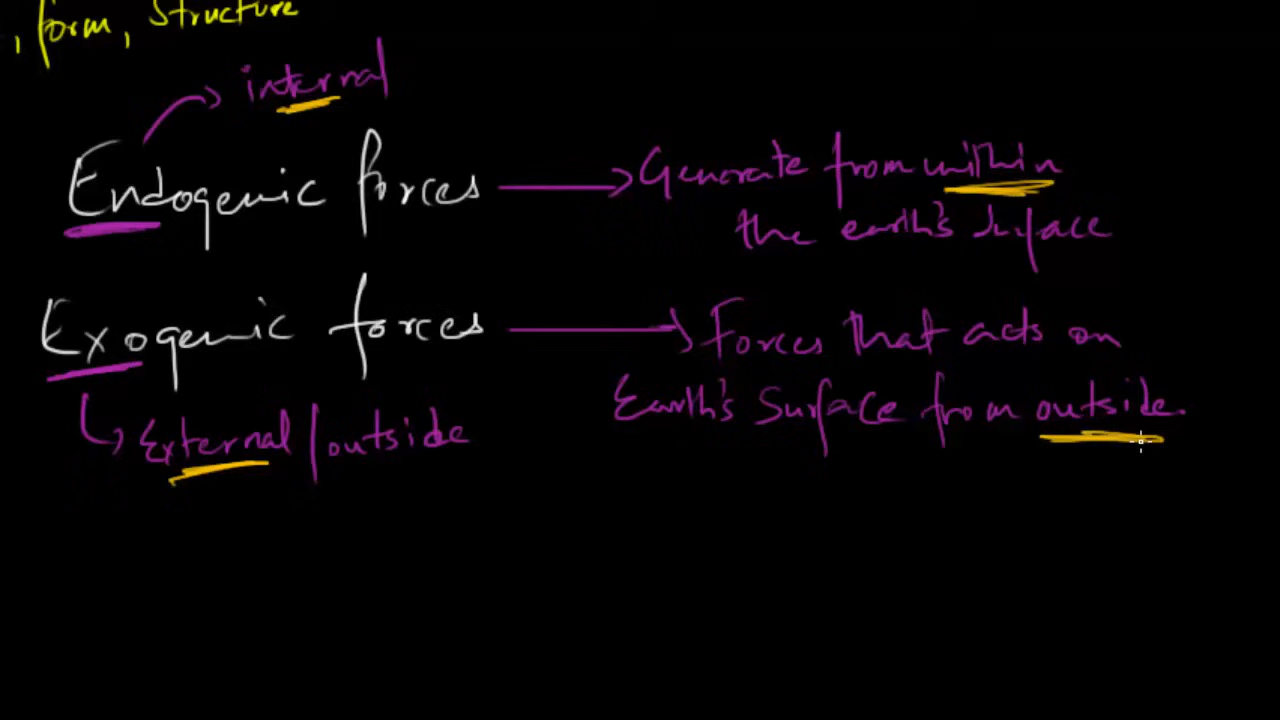 , form, Structure
internal
Endogenic forces
Generate from within
the earth's surface
Exogenic forces
Forces that acts on
Earth's Surface from outside.
External/outside